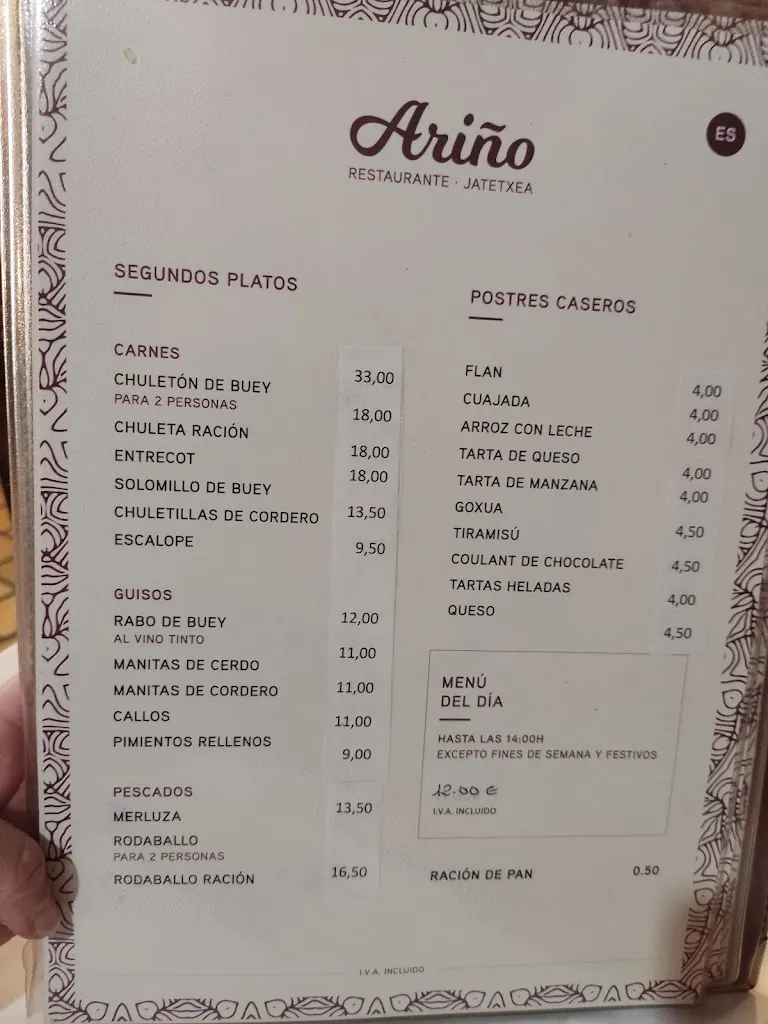 Ariño
RESTAURANTE · JATETXEA
ES
SEGUNDOS PLATOS
CARNES
CHULETÓN DE BUEY 33,00
PARA 2 PERSONAS
CHULETA RACIÓN 18,00
ENTRECOT 18,00
SOLOMILLO DE BUEY 18,00
CHULETILLAS DE CORDERO 13,50
ESCALOPE 9,50
GUISOS
RABO DE BUEY 12,00
AL VINO TINTO
MANITAS DE CERDO 11,00
MANITAS DE CORDERO 11,00
CALLOS 11,00
PIMIENTOS RELLENOS 9,00
PESCADOS
MERLUZA 13,50
RODABALLO
PARA 2 PERSONAS
RODABALLO RACIÓN 16,50
POSTRES CASEROS
FLAN 4,00
CUAJADA 4,00
ARROZ CON LECHE 4,00
TARTA DE QUESO 4,00
TARTA DE MANZANA 4,00
GOXUA 4,50
TIRAMISÚ
COULANT DE CHOCOLATE 4,50
TARTAS HELADAS 4,00
QUESO 4,50
MENÚ
DEL DÍA
HASTA LAS 14:00H
EXCEPTO FINES DE SEMANA Y FESTIVOS
12.00 €
I.V.A. INCLUIDO
RACIÓN DE PAN 0.50
I.V.A. INCLUIDO